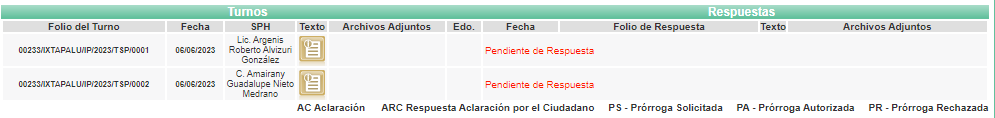 Turnos Respuestas
Folio del Turno Fecha SPH Texto Archivos Adjuntos Edo. Fecha Folio de Respuesta Texto Archivos Adjuntos
00233/IXTAPALU/IP/2023/TSP/0001 06/06/2023 Lic. Argenis Roberto Alvizuri González Pendiente de Respuesta
00233/IXTAPALU/IP/2023/TSP/0002 06/06/2023 C. Amairany Guadalupe Nieto Medrano Pendiente de Respuesta
AC Aclaración ARC Respuesta Aclaración por el Ciudadano PS - Prórroga Solicitada PA - Prórroga Autorizada PR - Prórroga Rechazada